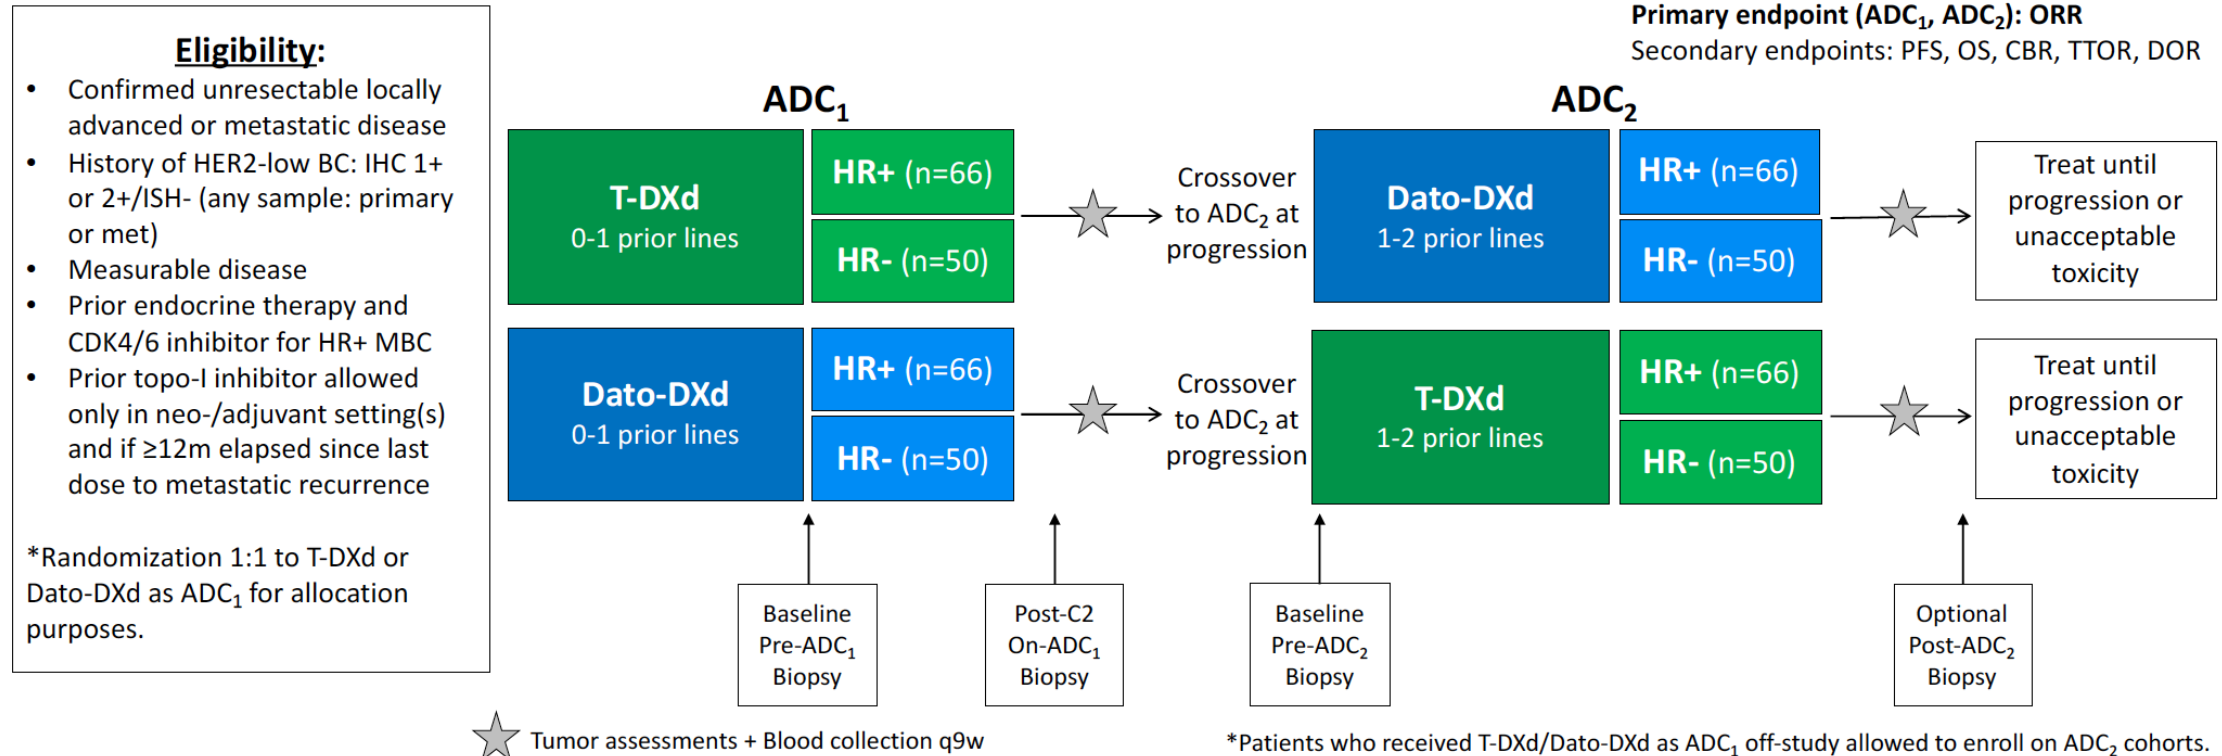 Eligibility:
• Confirmed unresectable locally
advanced or metastatic disease
• History of HER2-low BC: IHC 1+
or 2+/ISH- (any sample: primary
or met)
• Measurable disease
• Prior endocrine therapy and
CDK4/6 inhibitor for HR+ MBC
• Prior topo-I inhibitor allowed
only in neo-/adjuvant setting(s)
and if ≥12m elapsed since last
dose to metastatic recurrence
*Randomization 1:1 to T-DXd or
Dato-DXd as ADC₁ for allocation
purposes.
Primary endpoint (ADC₁, ADC₂): ORR
Secondary endpoints: PFS, OS, CBR, TTOR, DOR
ADC₁
T-DXd
0-1 prior lines
HR+ (n=66)
HR- (n=50)
Crossover
to ADC₂ at
progression
ADC₂
Dato-DXd
1-2 prior lines
HR+ (n=66)
HR- (n=50)
Treat until
progression or
unacceptable
toxicity
Dato-DXd
0-1 prior lines
HR+ (n=66)
HR- (n=50)
Crossover
to ADC₂ at
progression
T-DXd
1-2 prior lines
HR+ (n=66)
HR- (n=50)
Treat until
progression or
unacceptable
toxicity
Baseline
Pre-ADC₁
Biopsy
Post-C2
On-ADC₁
Biopsy
Baseline
Pre-ADC₂
Biopsy
Optional
Post-ADC₂
Biopsy
Tumor assessments + Blood collection q9w
*Patients who received T-DXd/Dato-DXd as ADC₁ off-study allowed to enroll on ADC₂ cohorts.